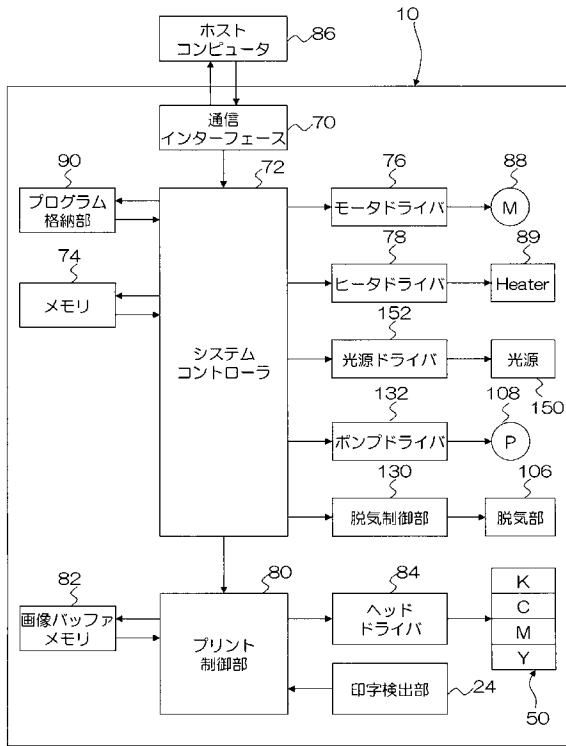 ホスト
コンピュータ
86
10
通信
インターフェース
70
90
プログラム
格納部
72
システム
コントローラ
74
メモリ
76
モータドライバ
88
M
78
ヒータドライバ
89
Heater
152
光源ドライバ
光源
150
132
ポンプドライバ
108
P
130
脱気制御部
106
脱気部
82
画像バッファ
メモリ
80
プリント
制御部
84
ヘッド
ドライバ
K
C
M
Y
50
印字検出部
24